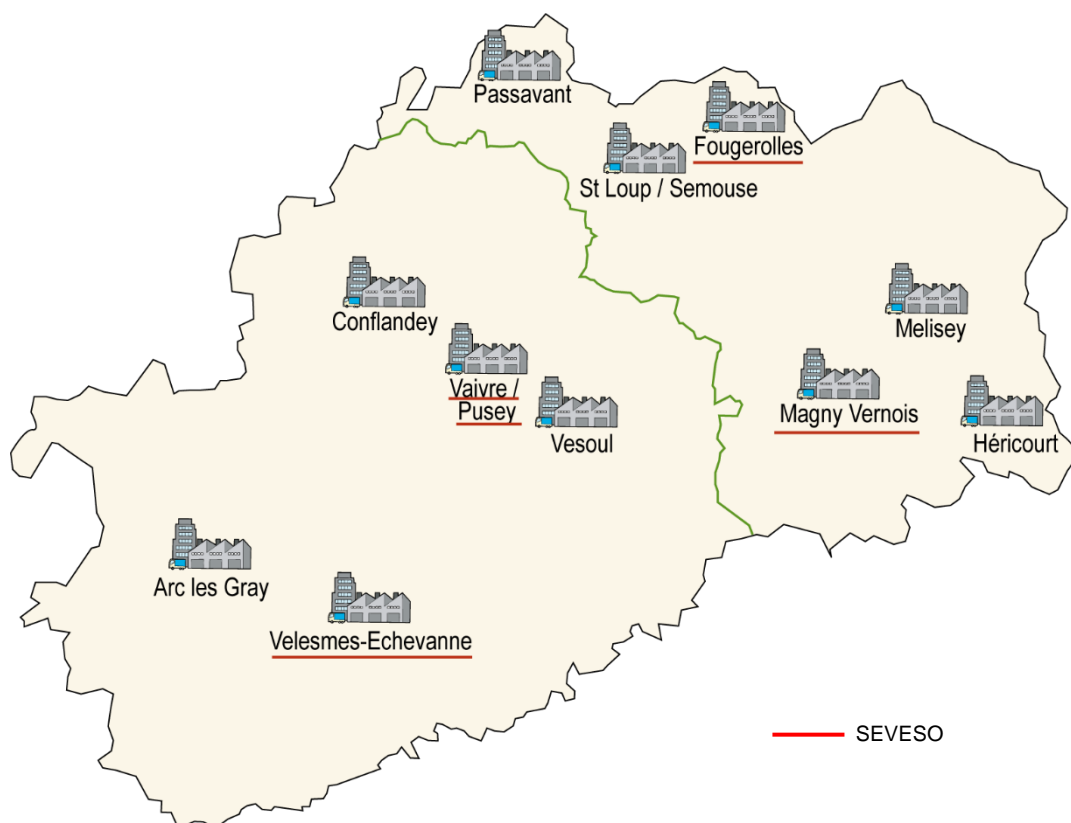 Passavant
Fougerolles
St Loup / Semouse
Conflandey
Melisey
Vaivre /
Pusey
Vesoul
Magny Vernois
Héricourt
Arc les Gray
Velesmes-Echevanne
SEVESO